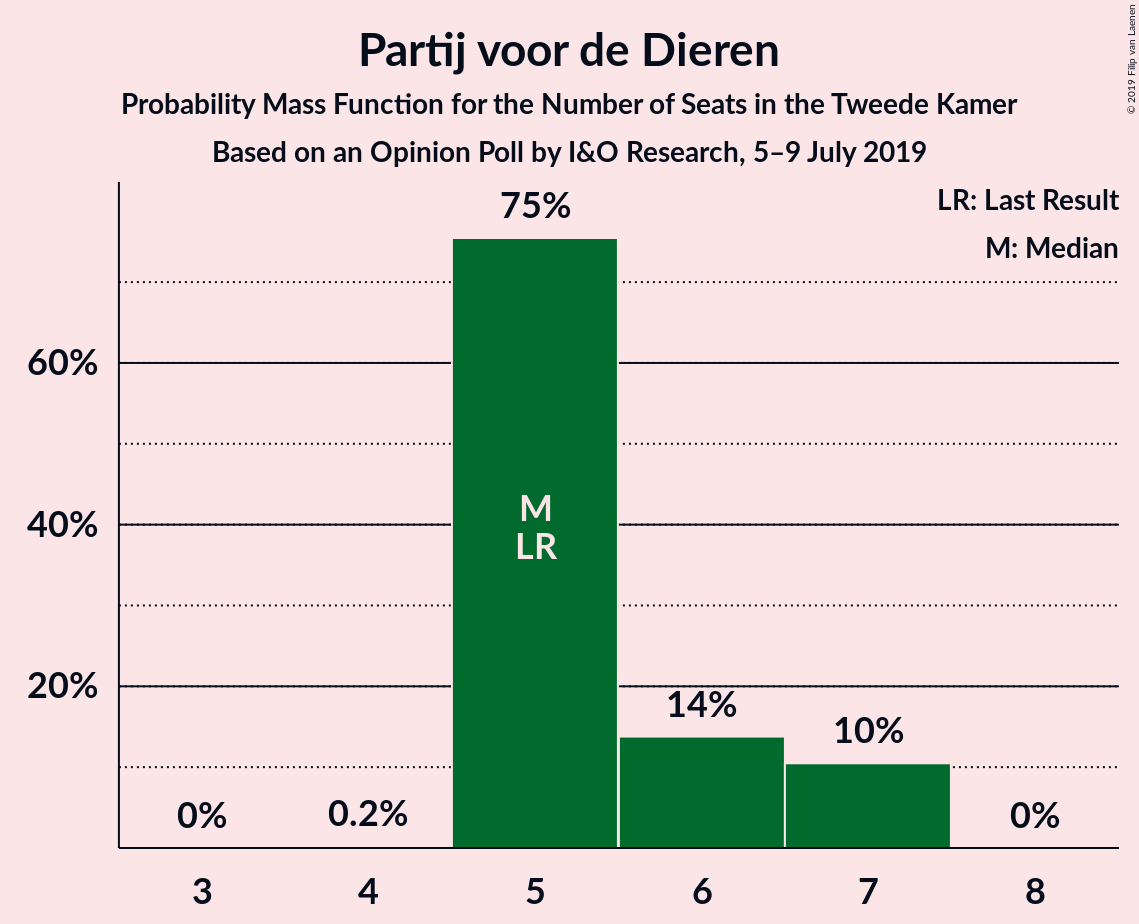 Partij voor de Dieren
Probability Mass Function for the Number of Seats in the Tweede Kamer
Based on an Opinion Poll by I&O Research, 5–9 July 2019
© 2019 Filip van Laenen
LR: Last Result
M: Median
75%
60%
40%
20%
M
LR
14%
10%
0%
0.2%
0%
3
4
5
6
7
8